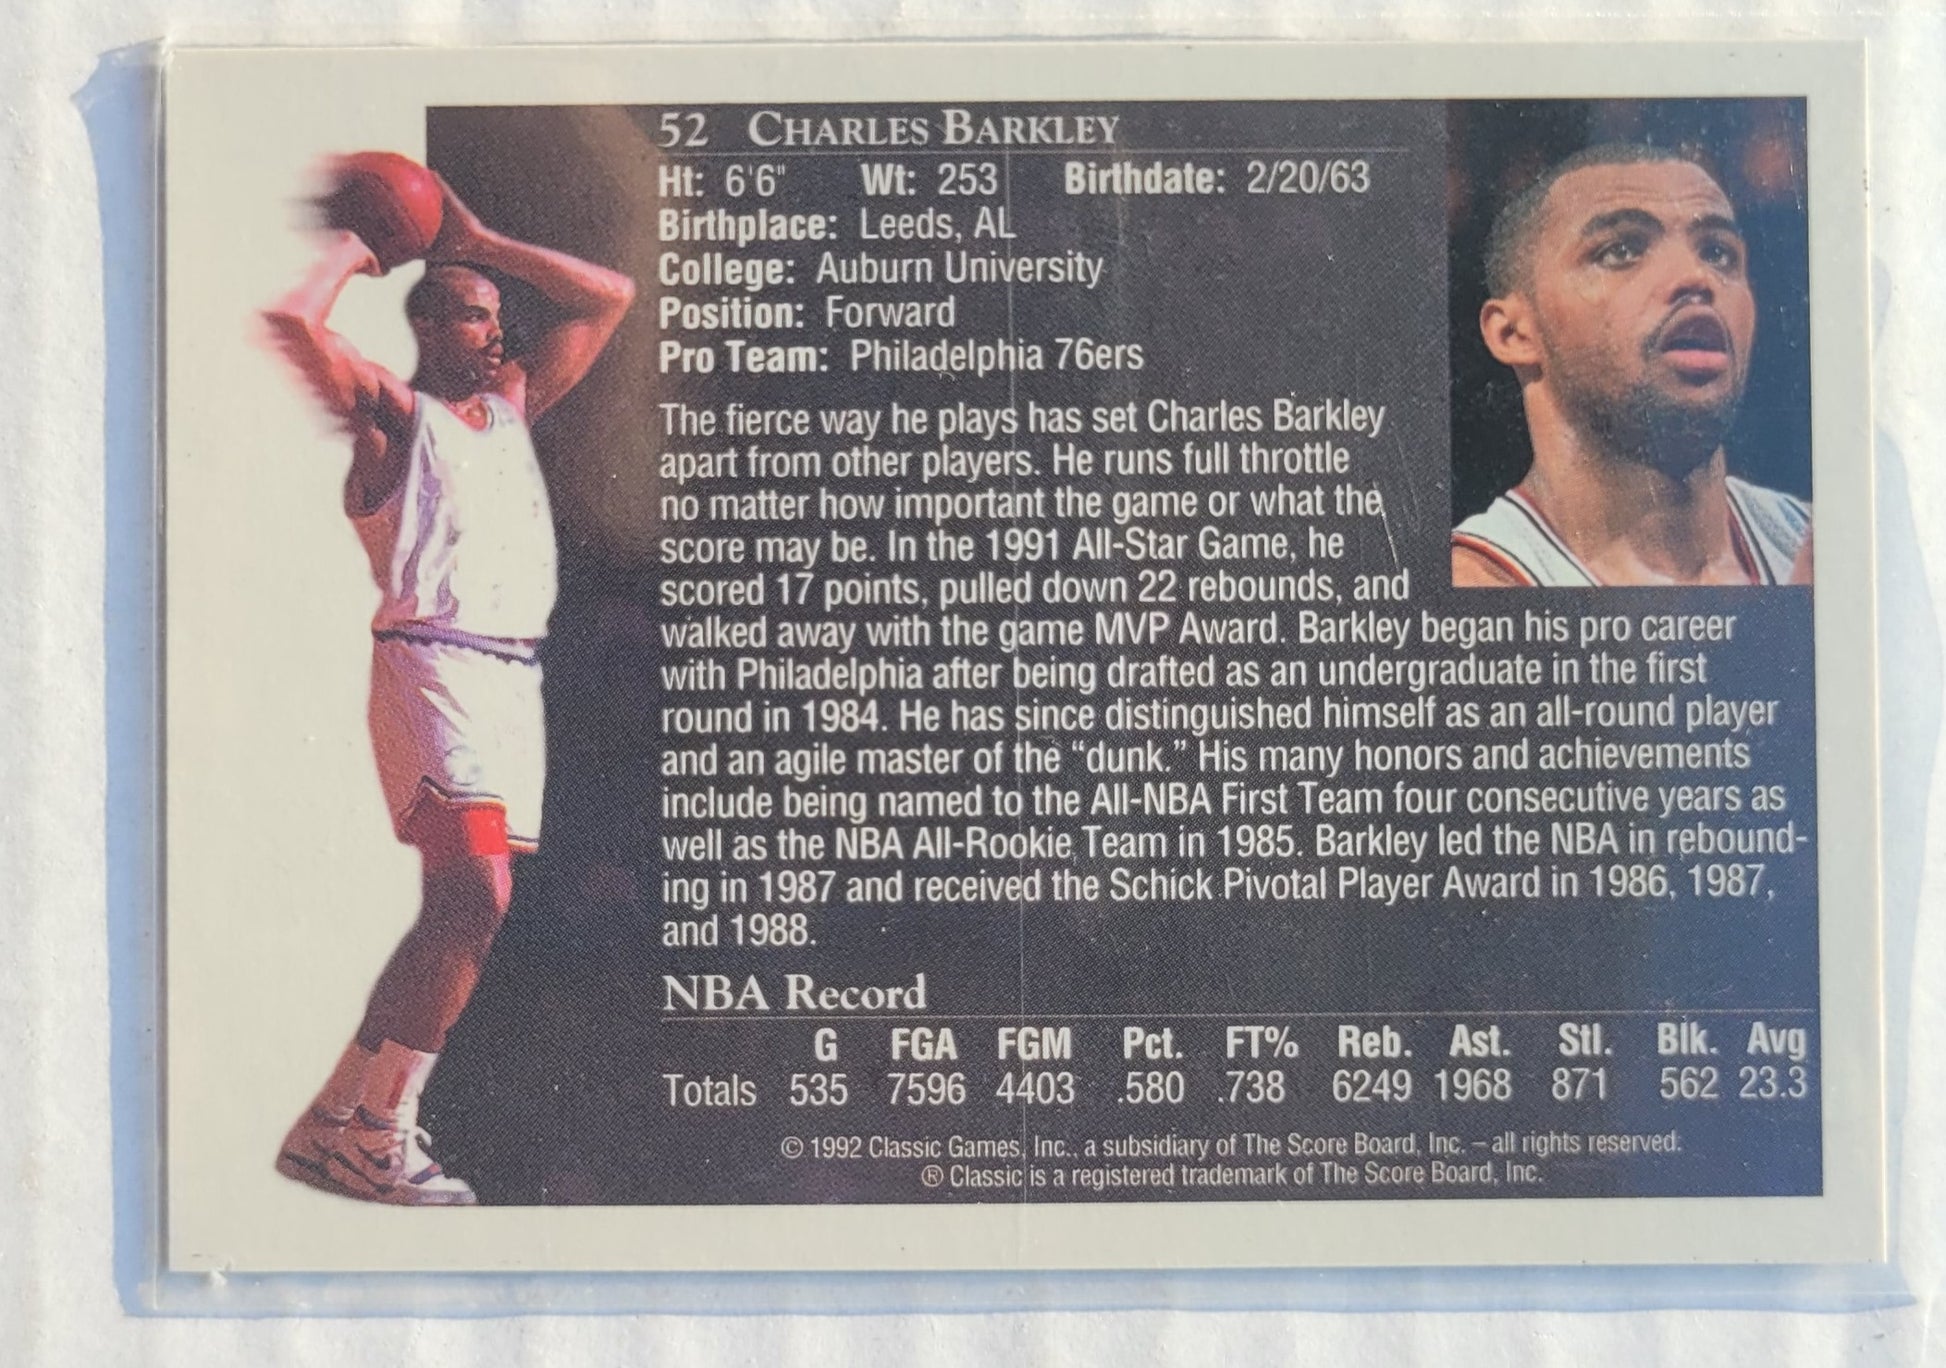 52 CHARLES BARKLEY
Ht: 6'6" Wt: 253 Birthdate: 2/20/63
Birthplace: Leeds, AL
College: Auburn University
Position: Forward
Pro Team: Philadelphia 76ers
The fierce way he plays has set Charles Barkley
apart from other players. He runs full throttle
no matter how important the game or what the
score may be. In the 1991 All-Star Game, he
scored 17 points, pulled down 22 rebounds, and
walked away with the game MVP Award. Barkley began his pro career
with Philadelphia after being drafted as an undergraduate in the first
round in 1984. He has since distinguished himself as an all-round player
and an agile master of the “dunk.” His many honors and achievements
include being named to the All-NBA First Team four consecutive years as
well as the NBA All-Rookie Team in 1985. Barkley led the NBA in rebound-
ing in 1987 and received the Schick Pivotal Player Award in 1986, 1987,
and 1988.
NBA Record
G FGA FGM Pct. FT% Reb. Ast. Stl. Blk. Avg
Totals 535 7596 4403 .580 .738 6249 1968 871 562 23.3
© 1992 Classic Games, Inc., a subsidiary of The Score Board, Inc. – all rights reserved.
® Classic is a registered trademark of The Score Board, Inc.